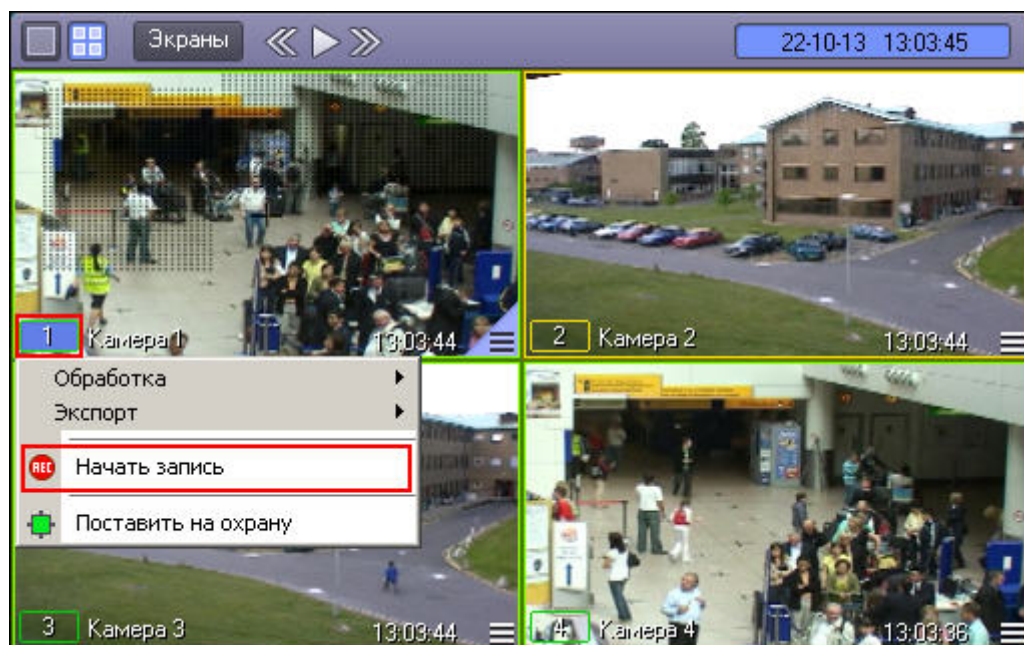 Экраны
22-10-13 13:03:45
1 Камера 1 13:03:44
2 Камера 2 13:03:44
Обработка
Экспорт
REC Начать запись
Поставить на охрану
3 Камера 3 13:03:44
4 Камера 4 13:03:36